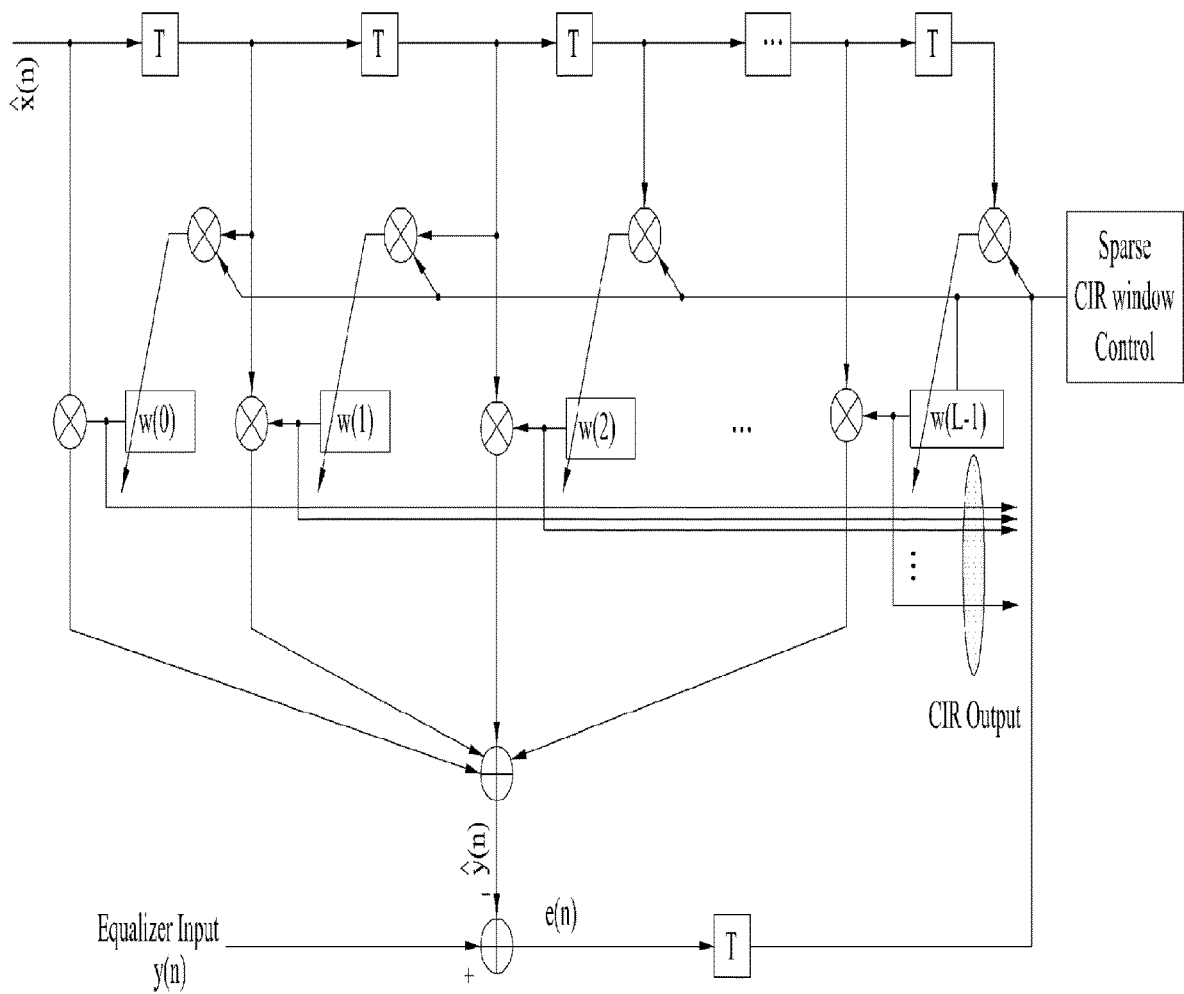 T T T ... T
x̂(n)
Sparse
CIR window
Control
w(0) w(1) w(2) ... w(L-1)
...
CIR Output
ŷ(n)
-
e(n)
Equalizer Input
y(n)
+
T